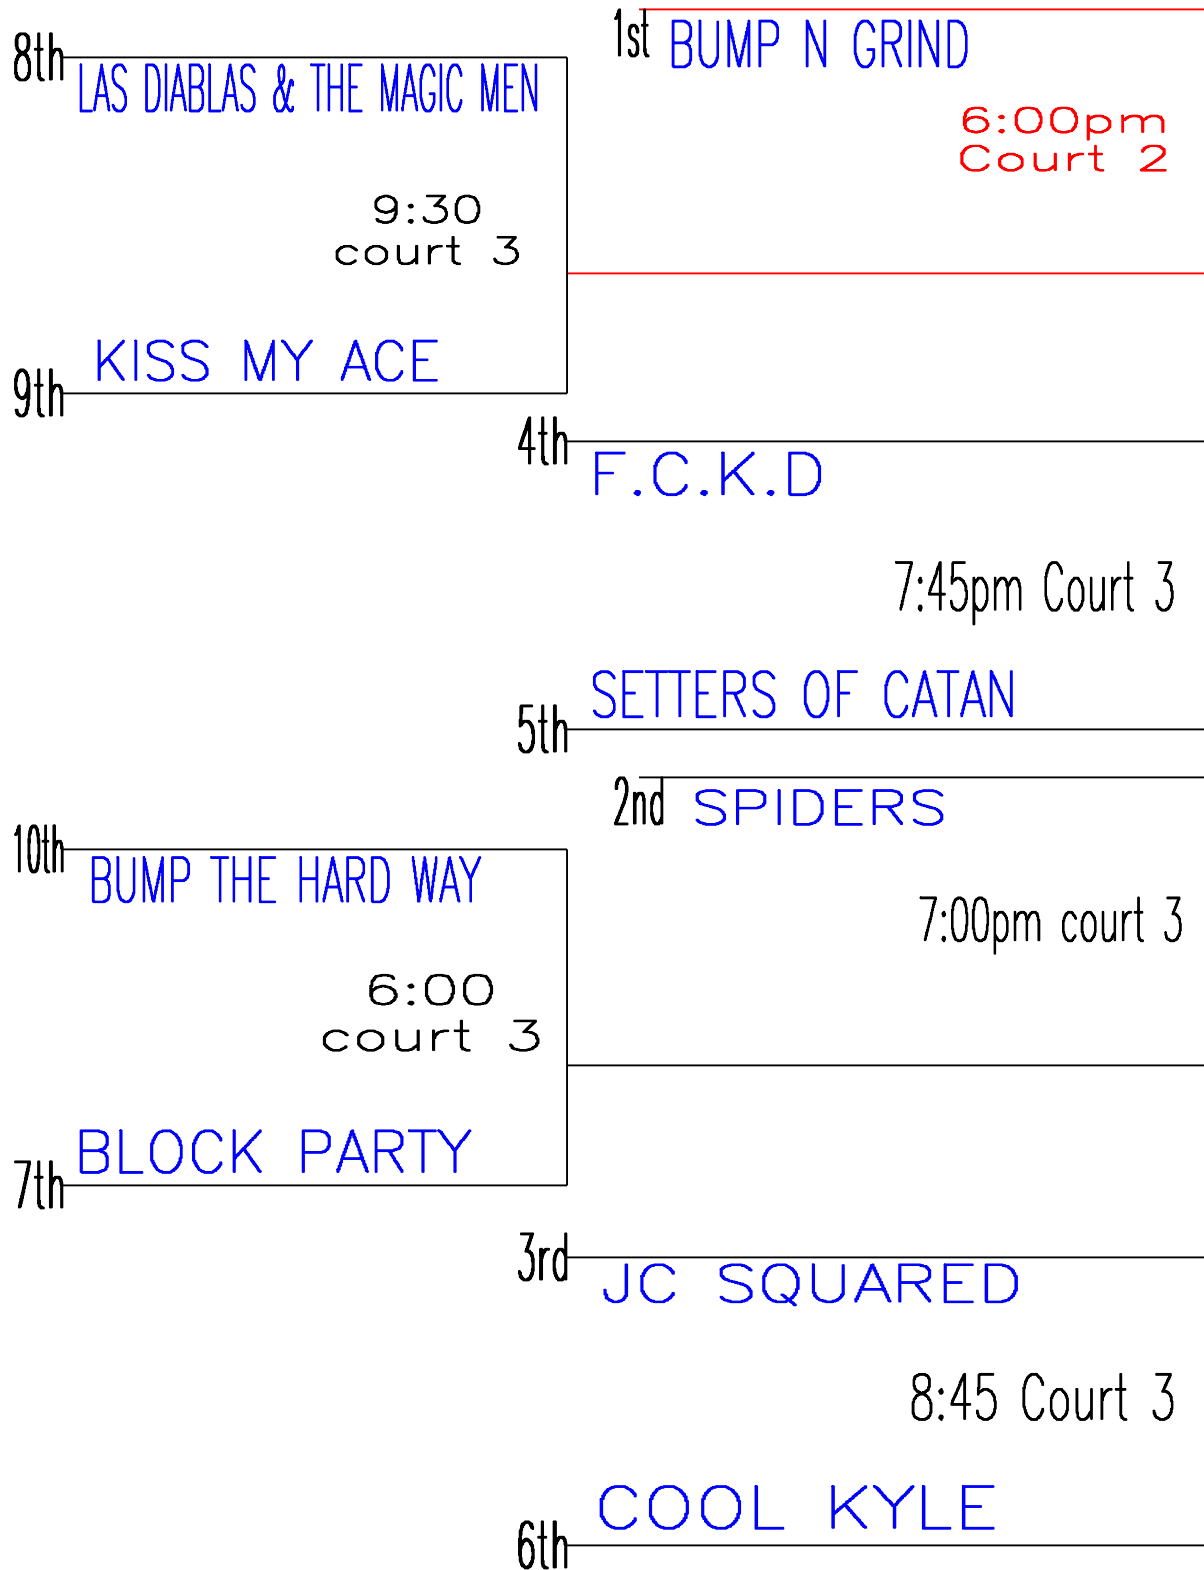 8th
LAS DIABLAS & THE MAGIC MEN
9:30
court 3
KISS MY ACE
9th
1st BUMP N GRIND
6:00pm
Court 2
4th
F.C.K.D
7:45pm Court 3
SETTERS OF CATAN
5th
10th
BUMP THE HARD WAY
6:00
court 3
BLOCK PARTY
7th
2nd SPIDERS
7:00pm court 3
3rd
JC SQUARED
8:45 Court 3
COOL KYLE
6th